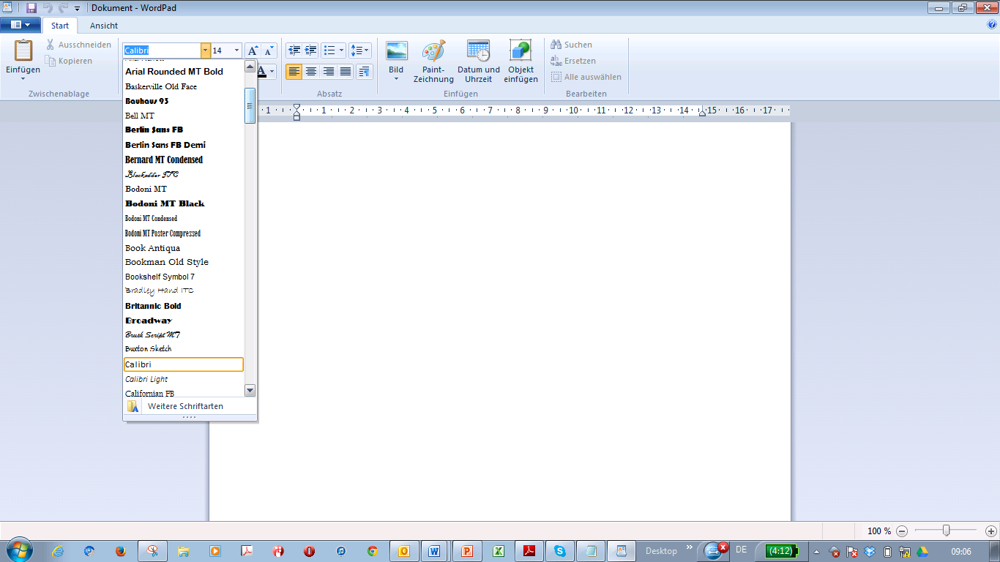 Dokument - WordPad
Start Ansicht
Einfügen
Ausschneiden
Kopieren
Zwischenablage
Calibri 14
Absatz
Bild
Paint-Zeichnung
Datum und Uhrzeit
Objekt einfügen
Einfügen
Suchen
Ersetzen
Alle auswählen
Bearbeiten
1 1 2 3 4 5 6 7 8 9 10 11 12 13 14 15 16 17
Arial Rounded MT Bold
Baskerville Old Face
Bauhaus 93
Bell MT
Berlin Sans FB
Berlin Sans FB Demi
Bernard MT Condensed
Blackadder ITC
Bodoni MT
Bodoni MT Black
Bodoni MT Condensed
Bodoni MT Poster Compressed
Book Antiqua
Bookman Old Style
Bookshelf Symbol 7
Bradley Hand ITC
Britannic Bold
Broadway
Brush Script MT
Buxton Sketch
Calibri
Calibri Light
Californian FB
Weitere Schriftarten
100 %
Desktop
DE
(4:12)
09:06